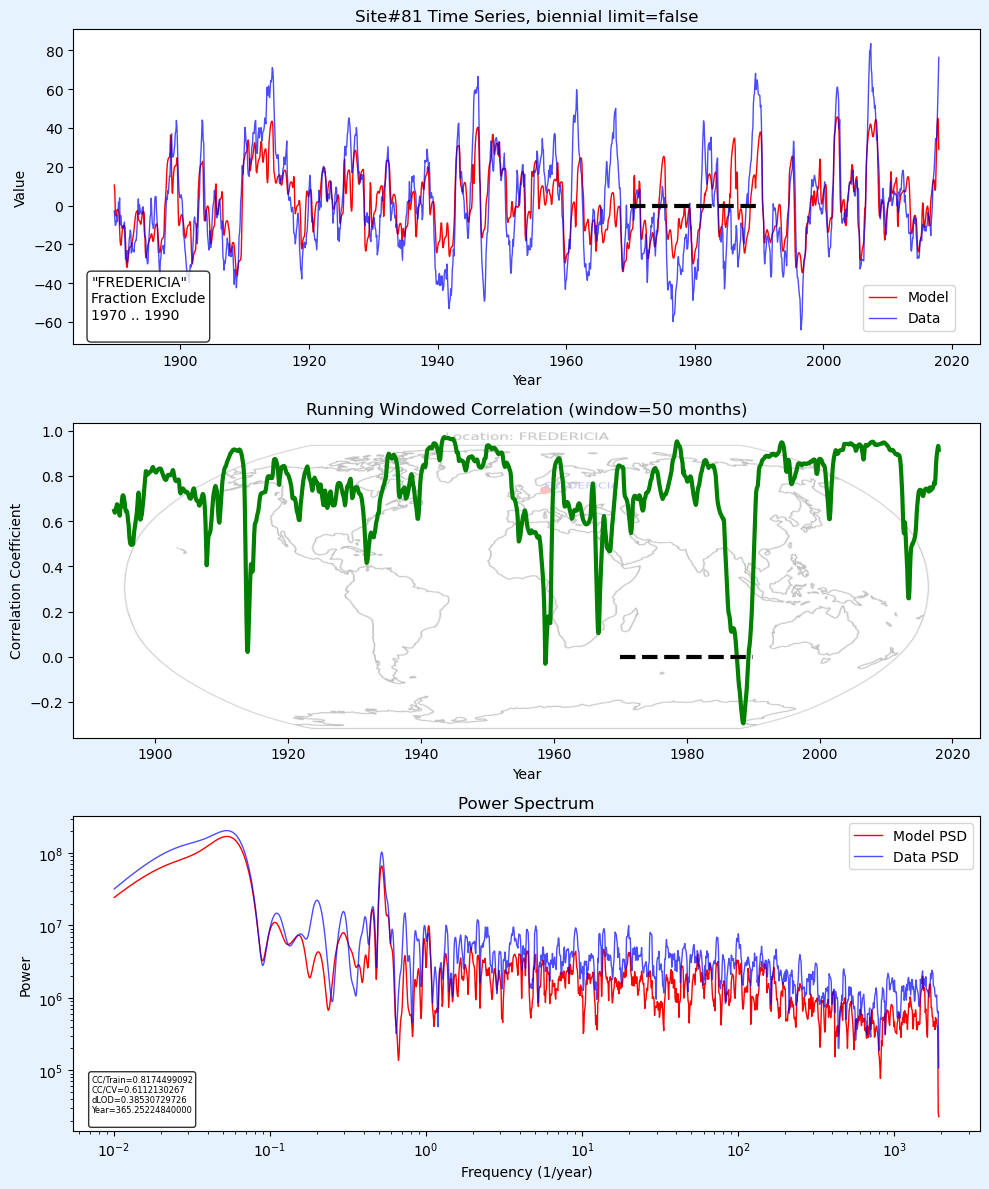 Site#81 Time Series, biennial limit=false
80
60
40
20
0
−20
−40
−60
Value
"FREDERICIA"
Fraction Exclude
1970 .. 1990
Model
Data
1900
1920
1940
1960
1980
2000
2020
Year
Running Windowed Correlation (window=50 months)
Location: FREDERICIA
1.0
0.8
0.6
0.4
0.2
0.0
−0.2
Correlation Coefficient
1900
1920
1940
1960
1980
2000
2020
Year
Power Spectrum
10⁸
10⁷
10⁶
10⁵
Power
Model PSD
Data PSD
CC/Train=0.8174499092
CC/CV=0.6112130267
dLOD=0.38530729726
Year=365.25224840000
10⁻²
10⁻¹
10⁰
10¹
10²
10³
Frequency (1/year)